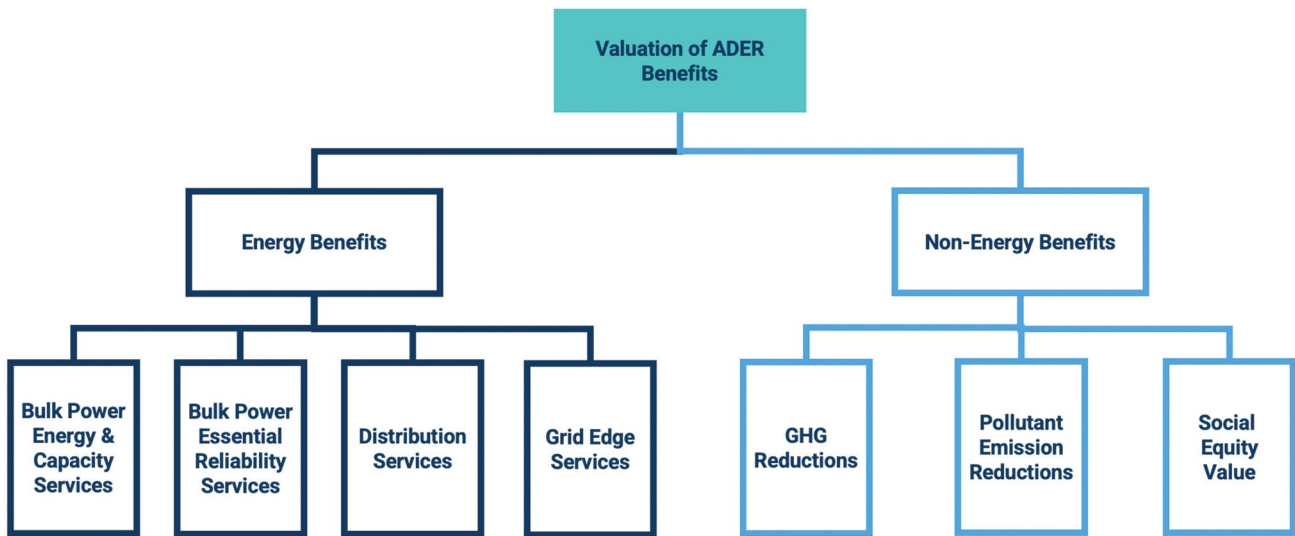 Valuation of ADER
Benefits
Energy Benefits
Non-Energy Benefits
Bulk Power
Energy &
Capacity
Services
Bulk Power
Essential
Reliability
Services
Distribution
Services
Grid Edge
Services
GHG
Reductions
Pollutant
Emission
Reductions
Social
Equity
Value